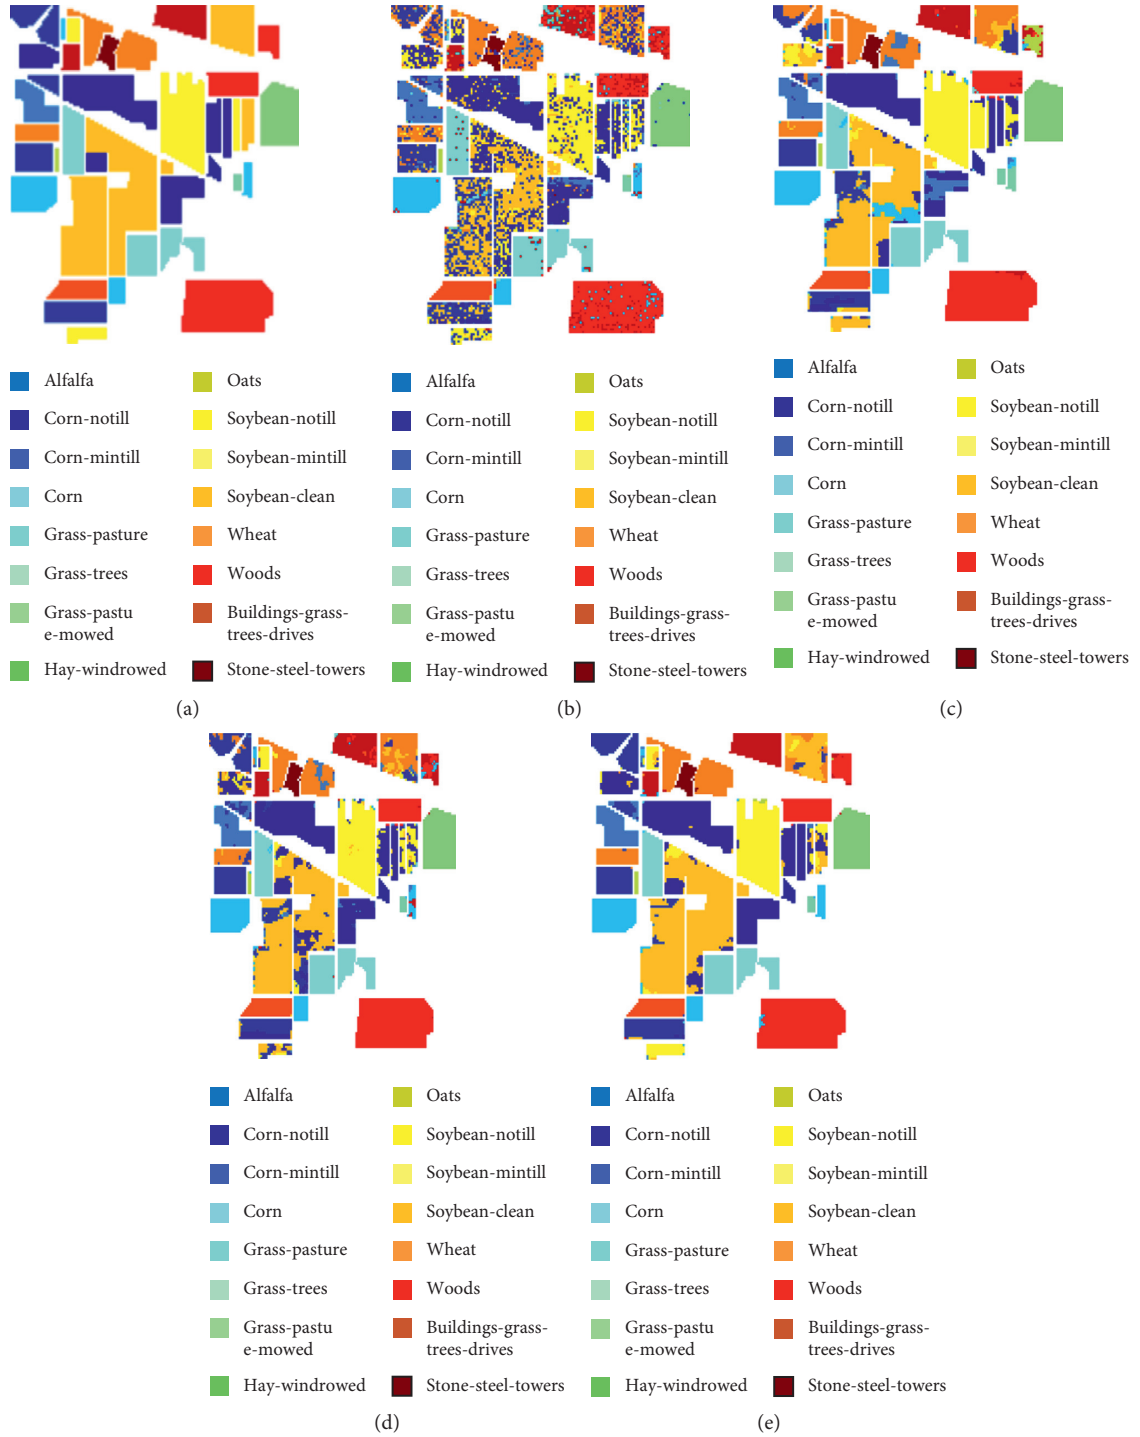 Alfalfa
Corn-notill
Corn-mintill
Corn
Grass-pasture
Grass-trees
Grass-pastu
e-mowed
Hay-windrowed
Oats
Soybean-notill
Soybean-mintill
Soybean-clean
Wheat
Woods
Buildings-grass-
trees-drives
Stone-steel-towers
(a)
Alfalfa
Corn-notill
Corn-mintill
Corn
Grass-pasture
Grass-trees
Grass-pastu
e-mowed
Hay-windrowed
Oats
Soybean-notill
Soybean-mintill
Soybean-clean
Wheat
Woods
Buildings-grass-
trees-drives
Stone-steel-towers
(b)
Alfalfa
Corn-notill
Corn-mintill
Corn
Grass-pasture
Grass-trees
Grass-pastu
e-mowed
Hay-windrowed
Oats
Soybean-notill
Soybean-mintill
Soybean-clean
Wheat
Woods
Buildings-grass-
trees-drives
Stone-steel-towers
(c)
Alfalfa
Corn-notill
Corn-mintill
Corn
Grass-pasture
Grass-trees
Grass-pastu
e-mowed
Hay-windrowed
Oats
Soybean-notill
Soybean-mintill
Soybean-clean
Wheat
Woods
Buildings-grass-
trees-drives
Stone-steel-towers
(d)
Alfalfa
Corn-notill
Corn-mintill
Corn
Grass-pasture
Grass-trees
Grass-pastu
e-mowed
Hay-windrowed
Oats
Soybean-notill
Soybean-mintill
Soybean-clean
Wheat
Woods
Buildings-grass-
trees-drives
Stone-steel-towers
(e)